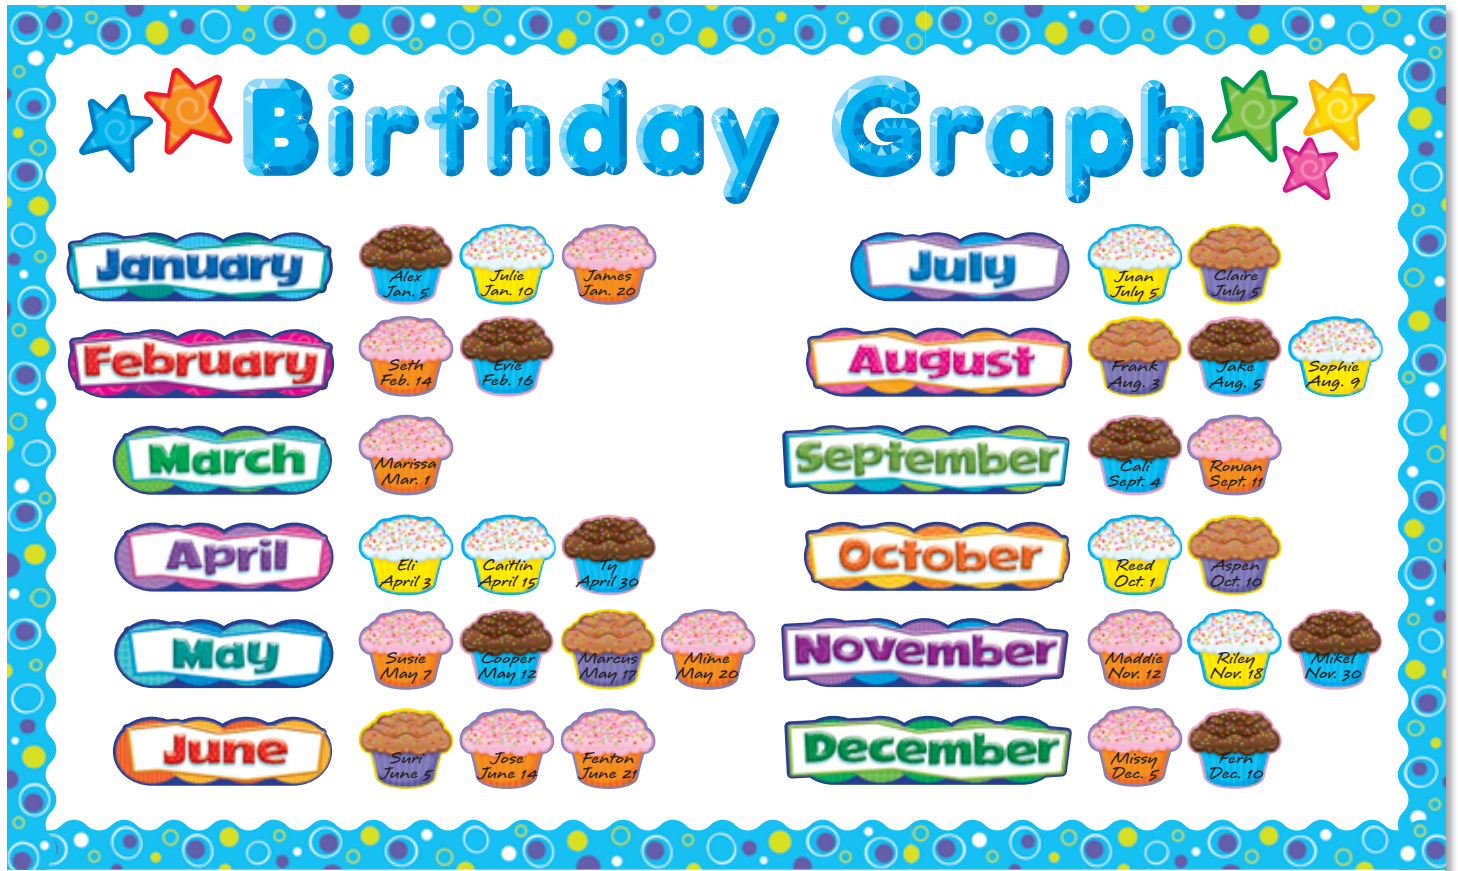 Birthday Graph
January
Alex
Jan. 5
Julie
Jan. 10
James
Jan. 20
February
Seth
Feb. 14
Evie
Feb. 16
March
Marissa
Mar. 1
April
Eli
April 3
Caitlin
April 15
Ty
April 30
May
Susie
May 7
Cooper
May 12
Marcus
May 17
Mime
May 20
June
Suri
June 5
Jose
June 14
Fenton
June 21
July
Juan
July 5
Claire
July 5
August
Frank
Aug. 3
Jake
Aug. 5
Sophie
Aug. 9
September
Cali
Sept. 4
Rowan
Sept. 11
October
Reed
Oct. 1
Aspen
Oct. 10
November
Maddie
Nov. 12
Riley
Nov. 18
Mikel
Nov. 30
December
Missy
Dec. 5
Fern
Dec. 10